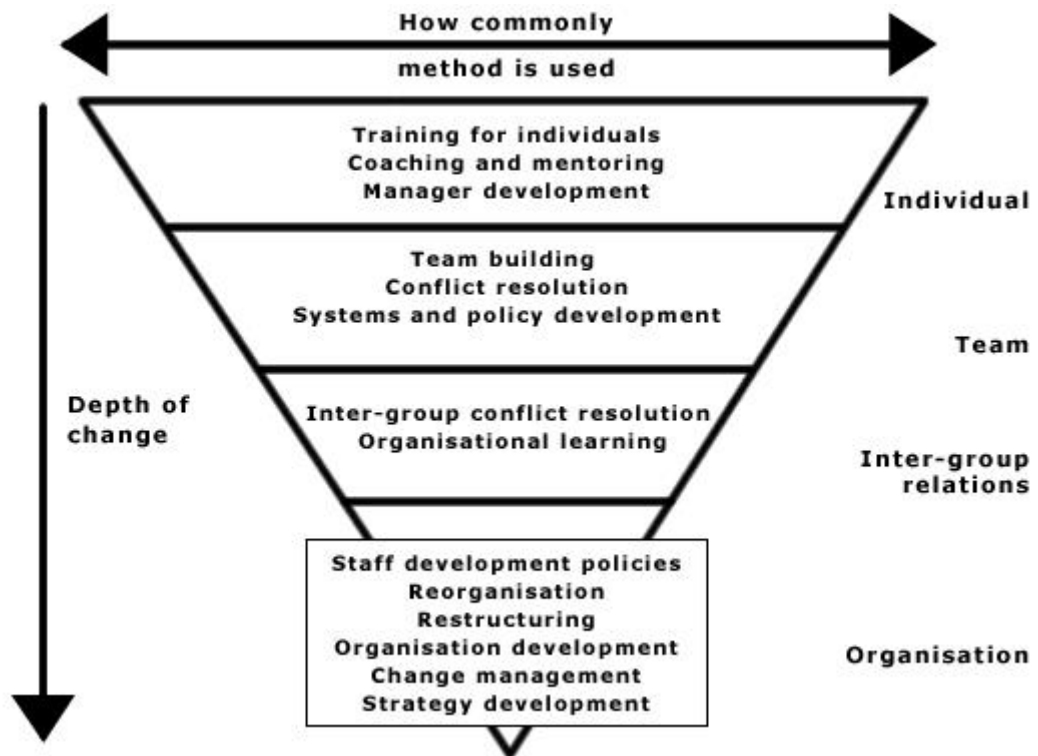 How commonly
method is used
Training for individuals
Coaching and mentoring
Manager development
Individual
Team building
Conflict resolution
Systems and policy development
Team
Depth of
change
Inter-group conflict resolution
Organisational learning
Inter-group
relations
Staff development policies
Reorganisation
Restructuring
Organisation development
Change management
Strategy development
Organisation